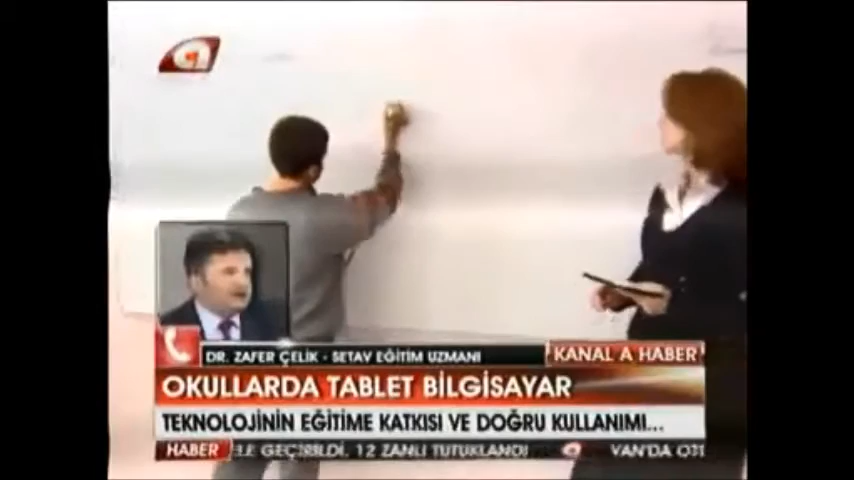 DR. ZAFER ÇELİK - SETAV EĞİTİM UZMANI
KANAL A HABER
OKULLARDA TABLET BİLGİSAYAR
TEKNOLOJİNİN EĞİTİME KATKISI VE DOĞRU KULLANIMI...
HABER
ELE GEÇİRİLDİ. 12 ZANLI TUTUKLANDI
VAN'DA